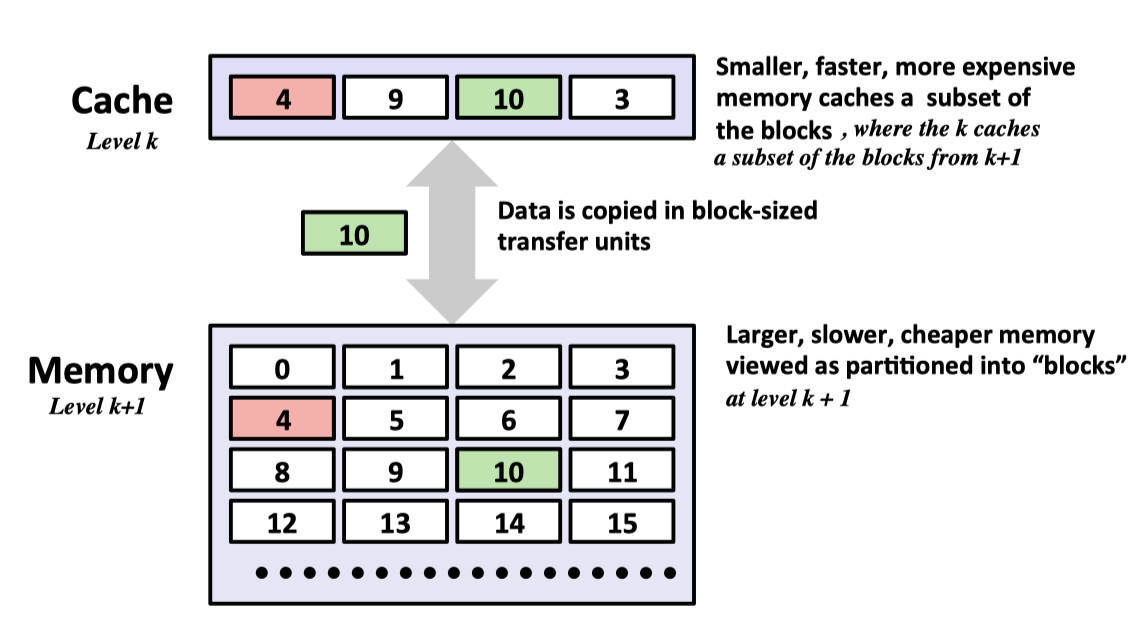 Cache
Level k
4 9 10 3
Smaller, faster, more expensive
memory caches a subset of
the blocks , where the k caches
a subset of the blocks from k+1
10
Data is copied in block-sized
transfer units
Memory
Level k+1
0 1 2 3
4 5 6 7
8 9 10 11
12 13 14 15
Larger, slower, cheaper memory
viewed as partitioned into “blocks”
at level k + 1